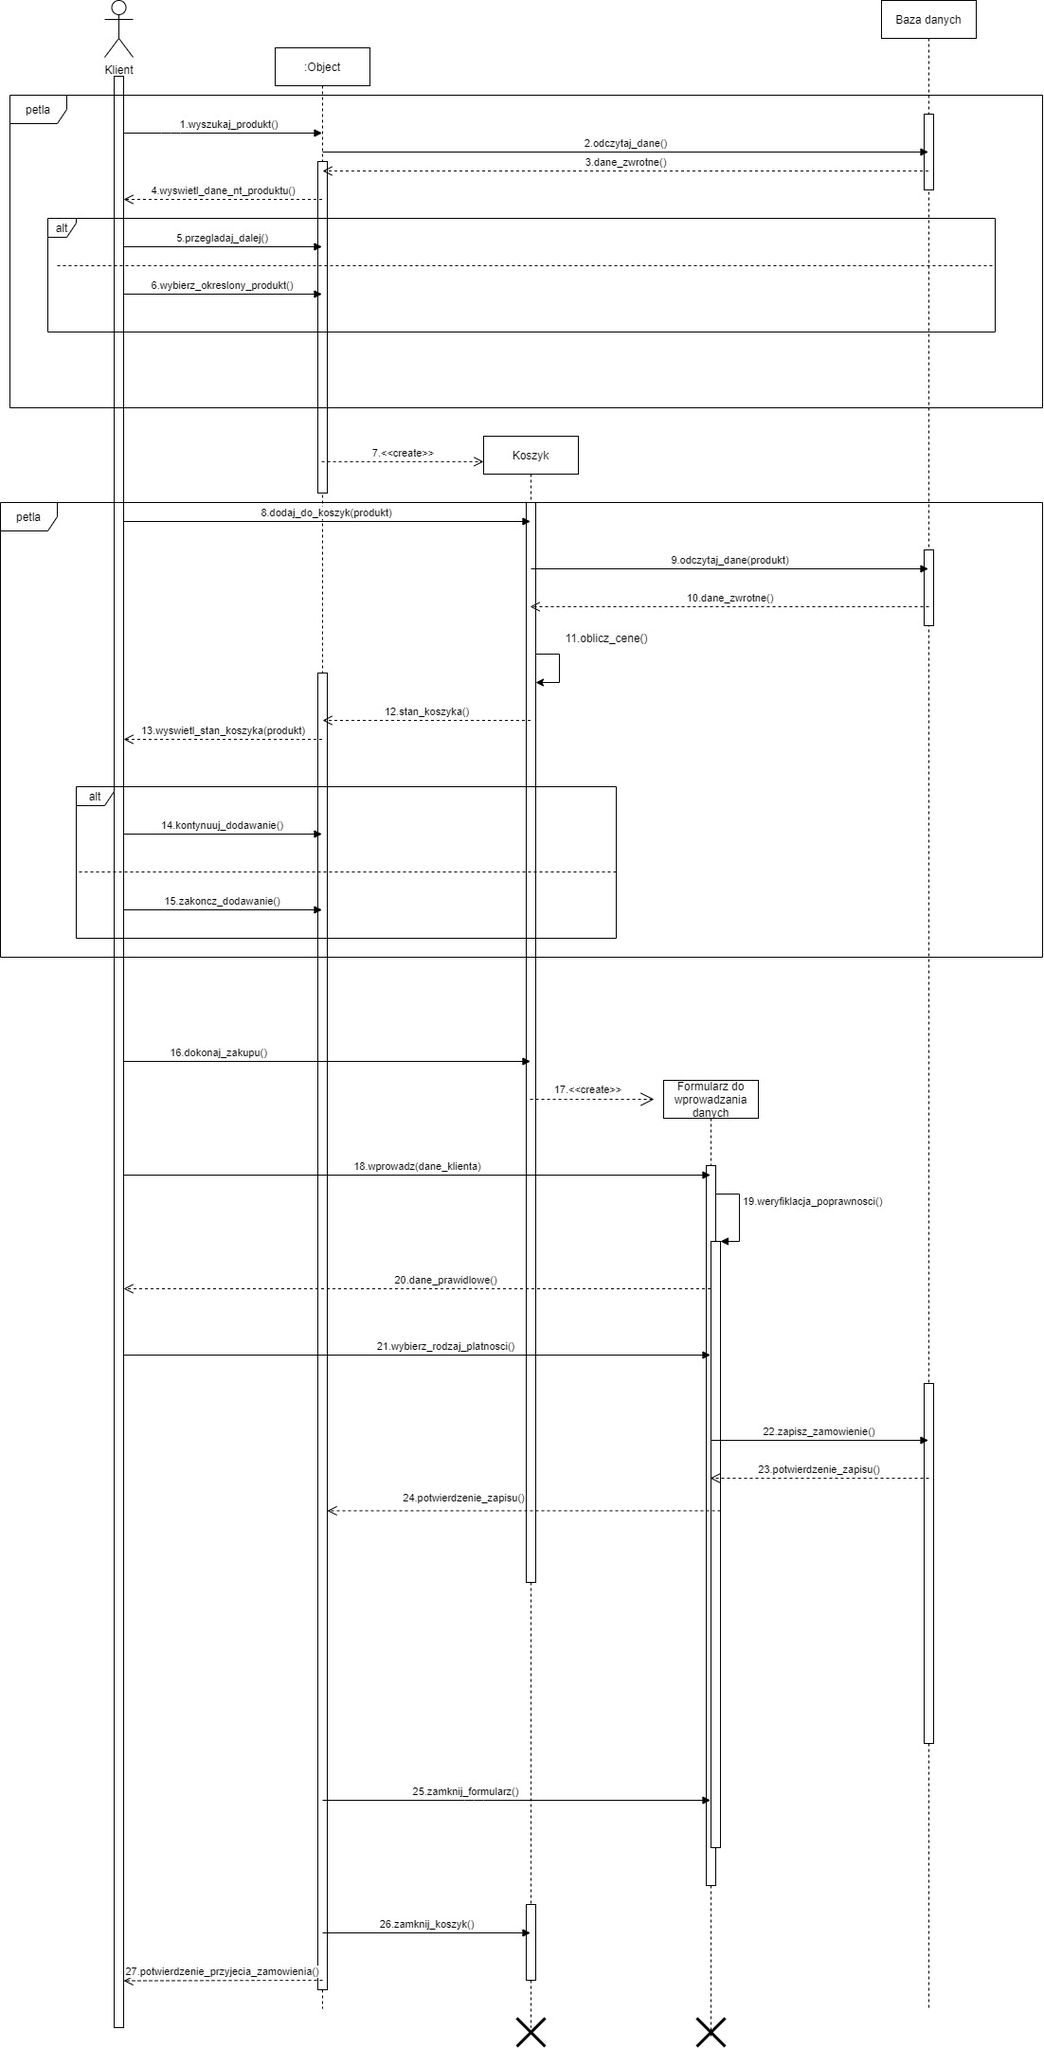 Baza danych
:Object
Klient
petla
1.wyszukaj_produkt()
2.odczytaj_dane()
3.dane_zwrotne()
4.wyswietl_dane_nt_produktu()
alt
5.przegladaj_dalej()
6.wybierz_okreslony_produkt()
7.<<create>>
Koszyk
petla
8.dodaj_do_koszyk(produkt)
9.odczytaj_dane(produkt)
10.dane_zwrotne()
11.oblicz_cene()
12.stan_koszyka()
13.wyswietl_stan_koszyka(produkt)
alt
14.kontynuuj_dodawanie()
15.zakoncz_dodawanie()
16.dokonaj_zakupu()
17.<<create>>
Formularz do
wprowadzania
danych
18.wprowadz(dane_klienta)
19.weryfiklacja_poprawnosci()
20.dane_prawidlowe()
21.wybierz_rodzaj_platnosci()
22.zapisz_zamowienie()
23.potwierdzenie_zapisu()
24.potwierdzenie_zapisu()
25.zamknij_formularz()
26.zamknij_koszyk()
27.potwierdzenie_przyjecia_zamowienia()